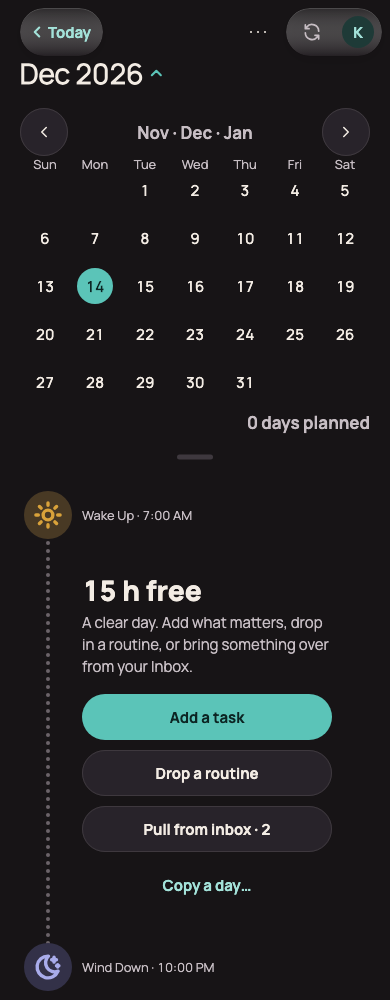 Today
...
K
Dec 2026
Nov · Dec · Jan
Sun Mon Tue Wed Thu Fri Sat
1 2 3 4 5
6 7 8 9 10 11 12
13 14 15 16 17 18 19
20 21 22 23 24 25 26
27 28 29 30 31
0 days planned
Wake Up · 7:00 AM
15 h free
A clear day. Add what matters, drop
in a routine, or bring something over
from your Inbox.
Add a task
Drop a routine
Pull from inbox · 2
Copy a day...
Wind Down · 10:00 PM